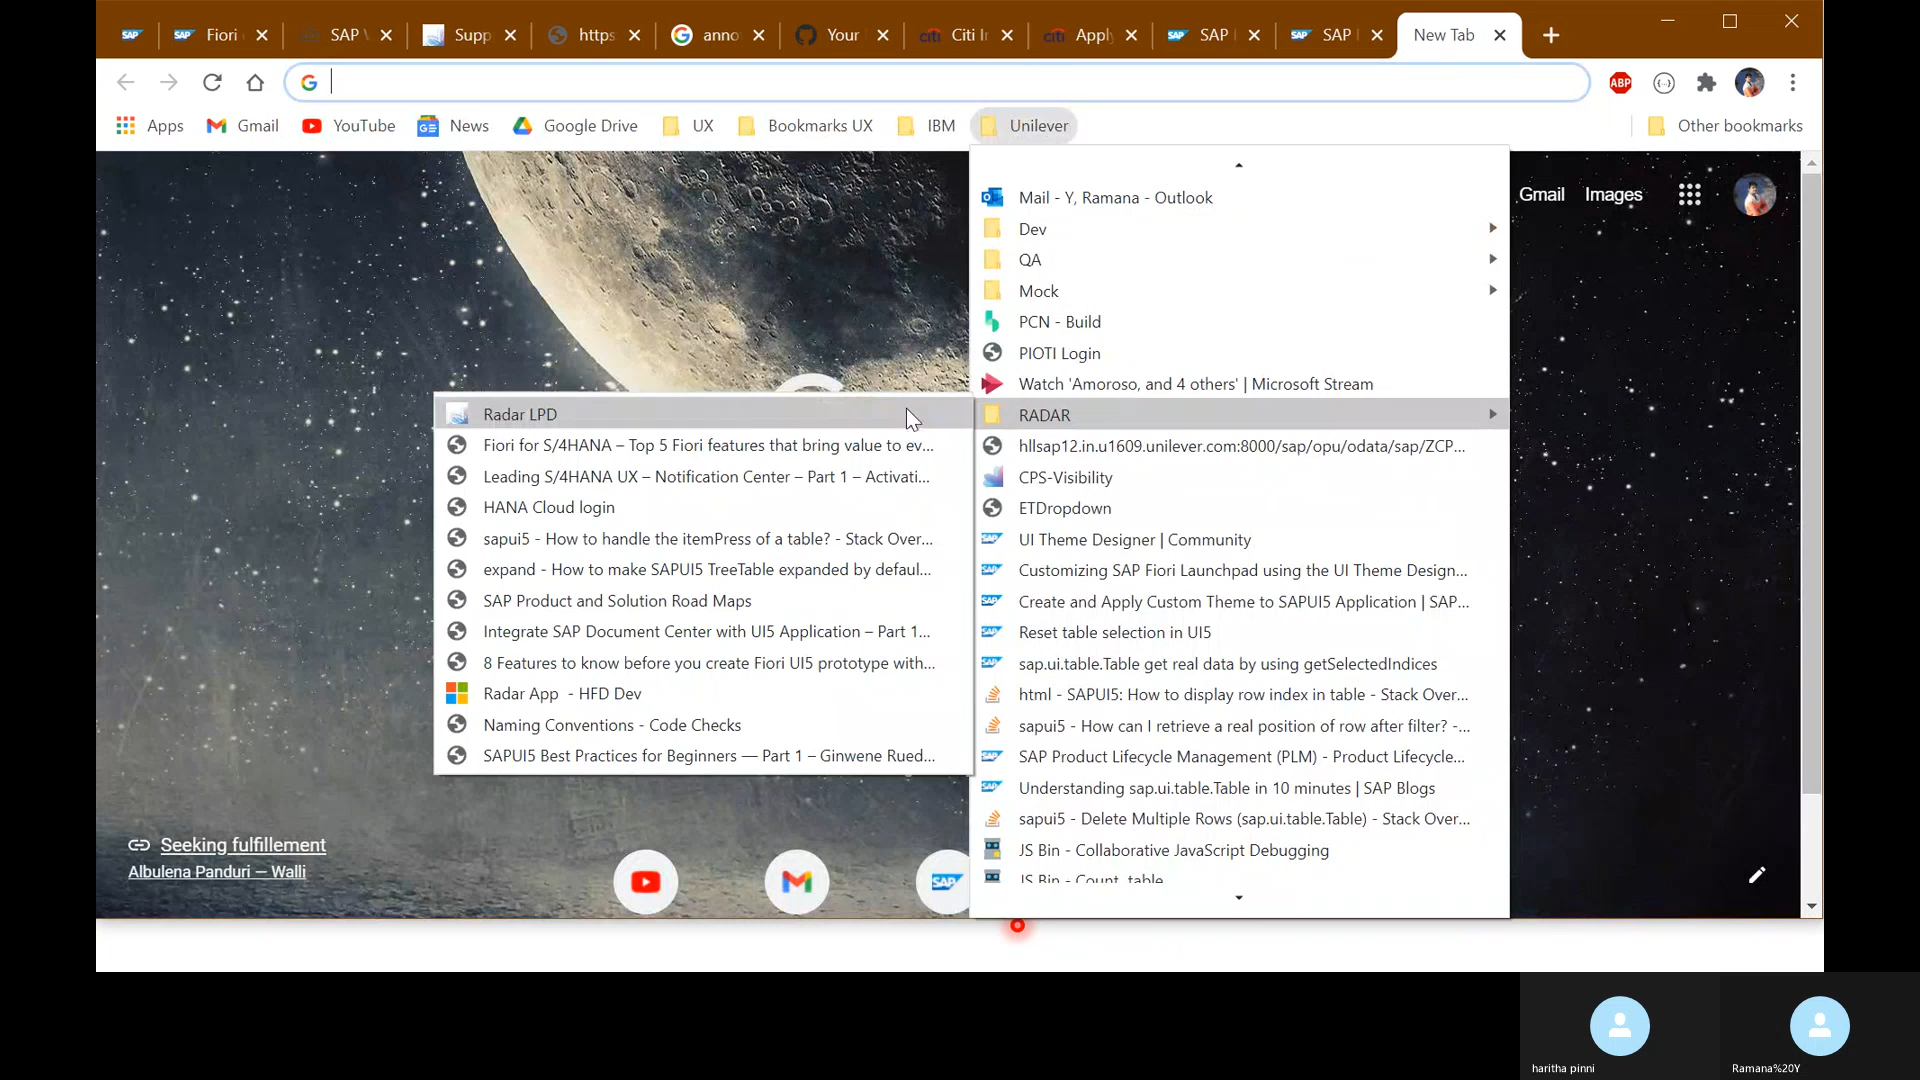 SAP
SAP Fiori
SAP
Supp
https
anno
Your
citi Citi I
citi Apply
SAP SAP
SAP SAP
New Tab
ABP
Apps
Gmail
YouTube
News
Google Drive
UX
Bookmarks UX
IBM
Unilever
Other bookmarks
Gmail
Images
Mail - Y, Ramana - Outlook
Dev
QA
Mock
PCN - Build
PIOTI Login
Watch 'Amoroso, and 4 others' | Microsoft Stream
RADAR
hllsap12.in.u1609.unilever.com:8000/sap/opu/odata/sap/ZCP...
CPS-Visibility
ETDropdown
UI Theme Designer | Community
Customizing SAP Fiori Launchpad using the UI Theme Design...
Create and Apply Custom Theme to SAPUI5 Application | SAP...
Reset table selection in UI5
sap.ui.table.Table get real data by using getSelectedIndices
html - SAPUI5: How to display row index in table - Stack Over...
sapui5 - How can I retrieve a real position of row after filter? -...
SAP Product Lifecycle Management (PLM) - Product Lifecycle...
Understanding sap.ui.table.Table in 10 minutes | SAP Blogs
sapui5 - Delete Multiple Rows (sap.ui.table.Table) - Stack Over...
JS Bin - Collaborative JavaScript Debugging
JS Bin - Count table
Radar LPD
Fiori for S/4HANA – Top 5 Fiori features that bring value to ev...
Leading S/4HANA UX – Notification Center – Part 1 – Activati...
HANA Cloud login
sapui5 - How to handle the itemPress of a table? - Stack Over...
expand - How to make SAPUI5 TreeTable expanded by defaul...
SAP Product and Solution Road Maps
Integrate SAP Document Center with UI5 Application – Part 1...
8 Features to know before you create Fiori UI5 prototype with...
Radar App - HFD Dev
Naming Conventions - Code Checks
SAPUI5 Best Practices for Beginners — Part 1 – Ginwene Rued...
Seeking fulfillement
Albulena Panduri — Walli
SAP
haritha pinni
Ramana%20Y